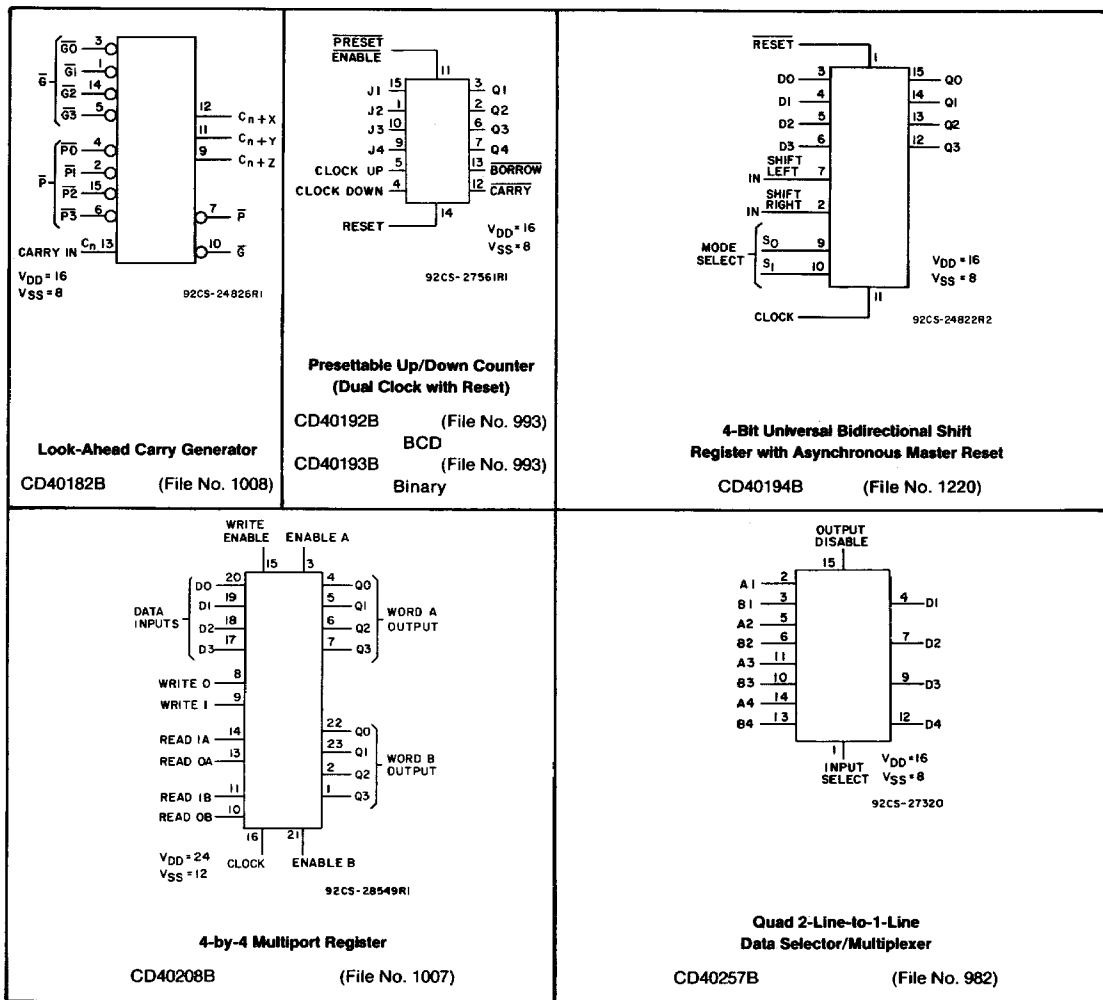 G̅
G̅0̅ 3
G̅1̅ 1
G̅2̅ 14
G̅3̅ 5
P̅
P̅0̅ 4
P̅1̅ 2
P̅2̅ 15
P̅3̅ 6
CARRY IN Cn 13
12 Cn+X
11 Cn+Y
9 Cn+Z
7 P̅
10 G̅
VDD = 16
VSS = 8
92CS-24826R1
Look-Ahead Carry Generator
CD40182B (File No. 1008)
P̅R̅E̅S̅E̅T̅
E̅N̅A̅B̅L̅E̅
11
J1 15
J2 1
J3 10
J4 9
CLOCK UP 5
CLOCK DOWN 4
3 Q1
2 Q2
6 Q3
7 Q4
13 B̅O̅R̅R̅O̅W̅
12 C̅A̅R̅R̅Y̅
RESET 14
VDD = 16
VSS = 8
92CS-27561R1
Presettable Up/Down Counter
(Dual Clock with Reset)
CD40192B (File No. 993)
BCD
CD40193B (File No. 993)
Binary
R̅E̅S̅E̅T̅
1
D0 3
D1 4
D2 5
D3 6
SHIFT
IN LEFT 7
SHIFT
IN RIGHT 2
MODE
SELECT
S0 9
S1 10
15 Q0
14 Q1
13 Q2
12 Q3
CLOCK 11
VDD = 16
VSS = 8
92CS-24822R2
4-Bit Universal Bidirectional Shift
Register with Asynchronous Master Reset
CD40194B (File No. 1220)
WRITE
ENABLE ENABLE A
15 3
DATA
INPUTS
D0 20
D1 19
D2 18
D3 17
WRITE 0 8
WRITE 1 9
READ 1A 14
READ 0A 13
READ 1B 11
READ 0B 10
4 Q0
5 Q1
6 Q2
7 Q3
WORD A
OUTPUT
22 Q0
23 Q1
2 Q2
1 Q3
WORD B
OUTPUT
16 21
CLOCK ENABLE B
VDD = 24
VSS = 12
92CS-28549R1
4-by-4 Multiport Register
CD40208B (File No. 1007)
OUTPUT
DISABLE
15
A1 2
B1 3
A2 5
B2 6
A3 11
B3 10
A4 14
B4 13
4 D1
7 D2
9 D3
12 D4
1
INPUT
SELECT
VDD = 16
VSS = 8
92CS-27320
Quad 2-Line-to-1-Line
Data Selector/Multiplexer
CD40257B (File No. 982)